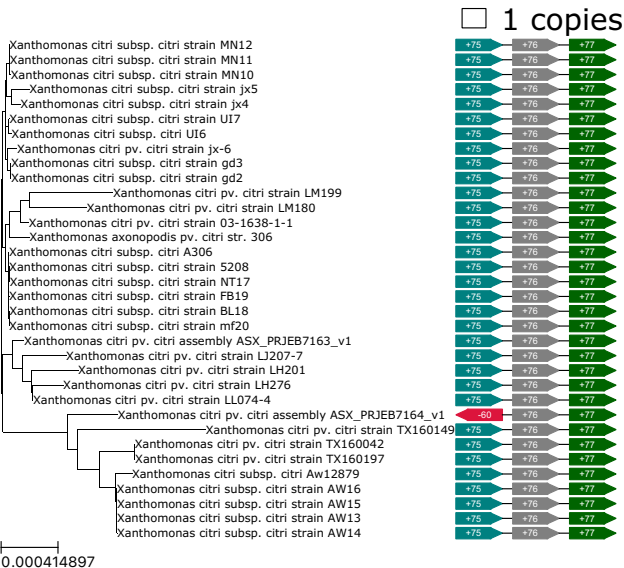 1 copies
Xanthomonas citri subsp. citri strain MN12 +75 +76 +77
Xanthomonas citri subsp. citri strain MN11 +75 +76 +77
Xanthomonas citri subsp. citri strain MN10 +75 +76 +77
Xanthomonas citri subsp. citri strain jx5 +75 +76 +77
Xanthomonas citri subsp. citri strain jx4 +75 +76 +77
Xanthomonas citri subsp. citri strain UI7 +75 +76 +77
Xanthomonas citri subsp. citri UI6 +75 +76 +77
Xanthomonas citri pv. citri strain jx-6 +75 +76 +77
Xanthomonas citri subsp. citri strain gd3 +75 +76 +77
Xanthomonas citri subsp. citri strain gd2 +75 +76 +77
Xanthomonas citri pv. citri strain LM199 +75 +76 +77
Xanthomonas citri pv. citri strain LM180 +75 +76 +77
Xanthomonas citri pv. citri strain 03-1638-1-1 +75 +76 +77
Xanthomonas axonopodis pv. citri str. 306 +75 +76 +77
Xanthomonas citri subsp. citri A306 +75 +76 +77
Xanthomonas citri subsp. citri strain 5208 +75 +76 +77
Xanthomonas citri subsp. citri strain NT17 +75 +76 +77
Xanthomonas citri subsp. citri strain FB19 +75 +76 +77
Xanthomonas citri subsp. citri strain BL18 +75 +76 +77
Xanthomonas citri subsp. citri strain mf20 +75 +76 +77
Xanthomonas citri pv. citri assembly ASX_PRJEB7163_v1 +75 +76 +77
Xanthomonas citri pv. citri strain LJ207-7 +75 +76 +77
Xanthomonas citri pv. citri strain LH201 +75 +76 +77
Xanthomonas citri pv. citri strain LH276 +75 +76 +77
Xanthomonas citri pv. citri strain LL074-4 +75 +76 +77
Xanthomonas citri pv. citri assembly ASX_PRJEB7164_v1 -60 +76 +77
Xanthomonas citri pv. citri strain TX160149 +75 +76 +77
Xanthomonas citri pv. citri strain TX160042 +75 +76 +77
Xanthomonas citri pv. citri strain TX160197 +75 +76 +77
Xanthomonas citri subsp. citri Aw12879 +75 +76 +77
Xanthomonas citri subsp. citri strain AW16 +75 +76 +77
Xanthomonas citri subsp. citri strain AW15 +75 +76 +77
Xanthomonas citri subsp. citri strain AW13 +75 +76 +77
Xanthomonas citri subsp. citri strain AW14 +75 +76 +77
0.000414897